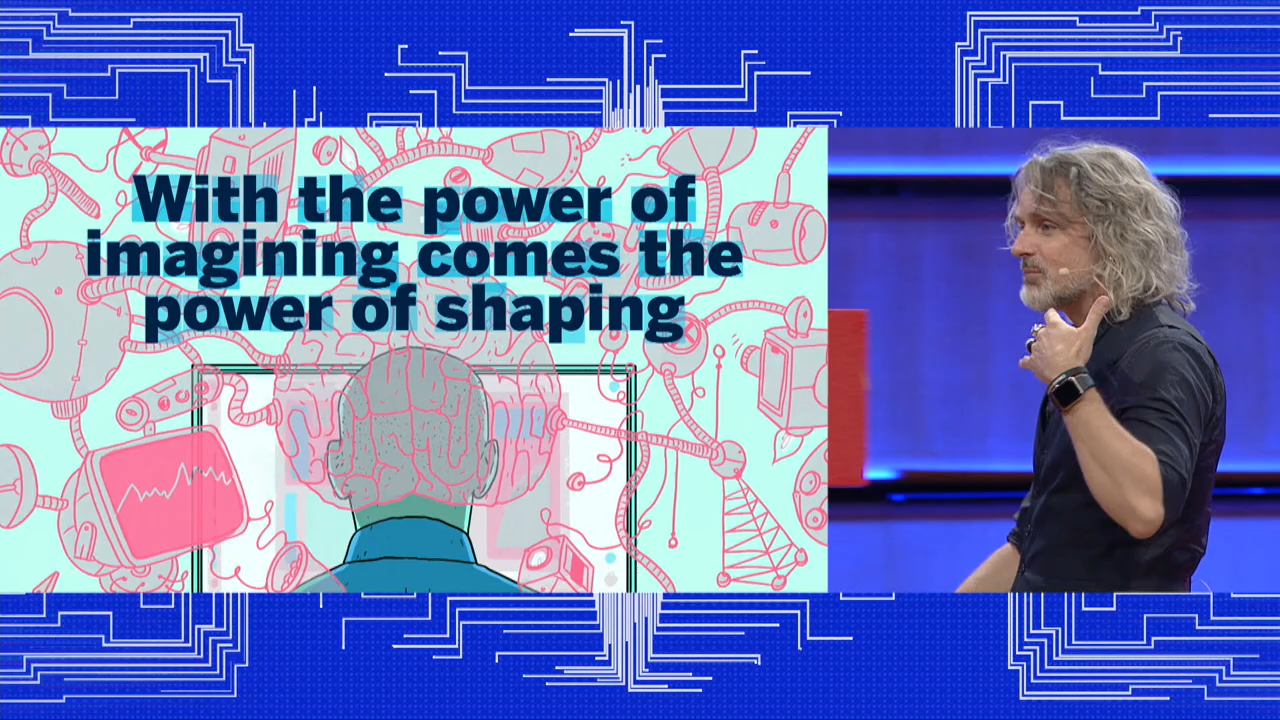 With the power of
imagining comes the
power of shaping